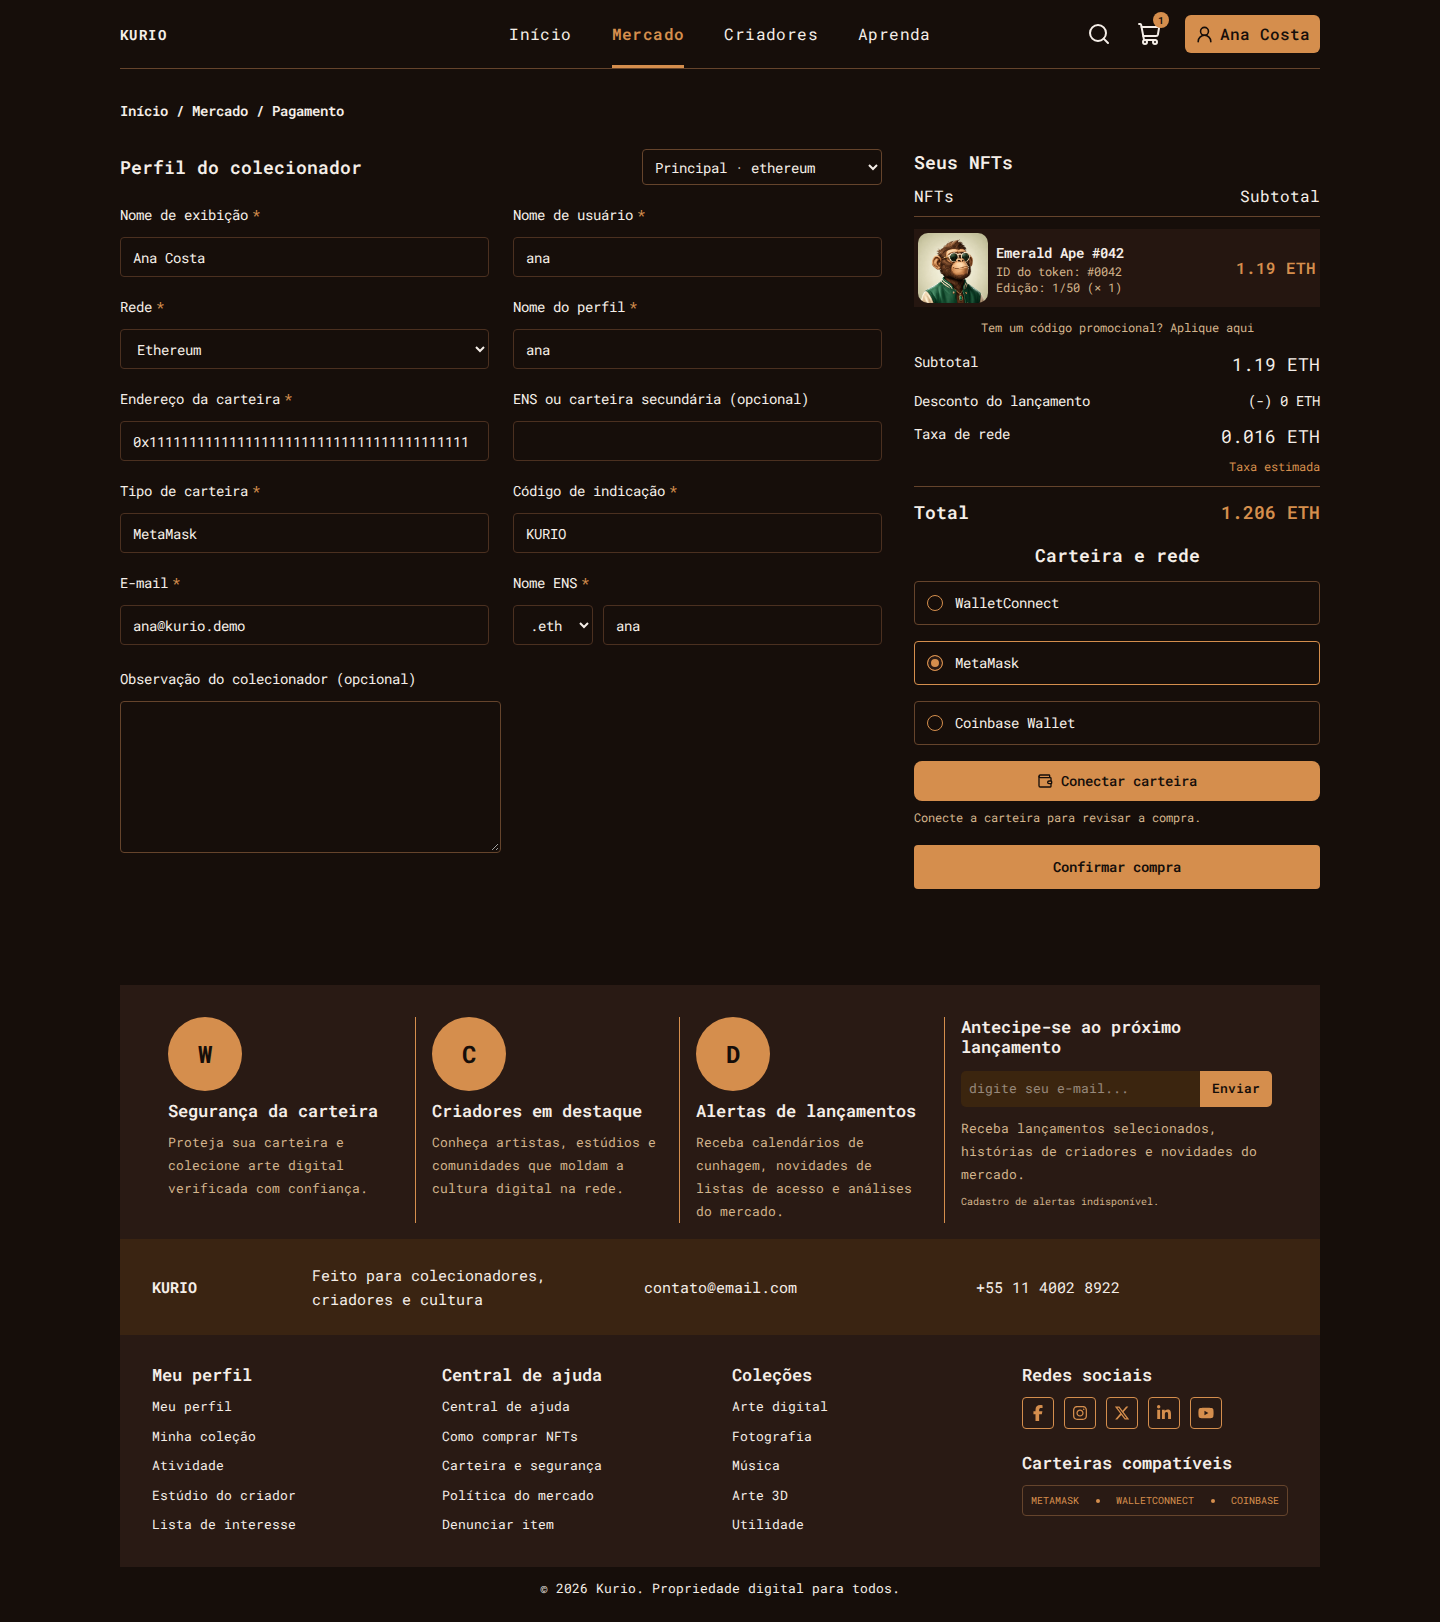 KURIO
Início
Mercado
Criadores
Aprenda
1
Ana Costa
Início / Mercado / Pagamento
Perfil do colecionador
Principal · ethereum
Nome de exibição *
Nome de usuário *
Ana Costa
ana
Rede *
Nome do perfil *
Ethereum
ana
Endereço da carteira *
ENS ou carteira secundária (opcional)
0x1111111111111111111111111111111111111111
Tipo de carteira *
Código de indicação *
MetaMask
KURIO
E-mail *
Nome ENS *
ana@kurio.demo
.eth
ana
Observação do colecionador (opcional)
Seus NFTs
NFTs
Subtotal
Emerald Ape #042
ID do token: #0042
Edição: 1/50 (× 1)
1.19 ETH
Tem um código promocional? Aplique aqui
Subtotal
1.19 ETH
Desconto do lançamento
(-) 0 ETH
Taxa de rede
0.016 ETH
Taxa estimada
Total
1.206 ETH
Carteira e rede
WalletConnect
MetaMask
Coinbase Wallet
Conectar carteira
Conecte a carteira para revisar a compra.
Confirmar compra
W
Segurança da carteira
Proteja sua carteira e
colecione arte digital
verificada com confiança.
C
Criadores em destaque
Conheça artistas, estúdios e
comunidades que moldam a
cultura digital na rede.
D
Alertas de lançamentos
Receba calendários de
cunhagem, novidades de
listas de acesso e análises
do mercado.
Antecipe-se ao próximo
lançamento
digite seu e-mail...
Enviar
Receba lançamentos selecionados,
histórias de criadores e novidades do
mercado.
Cadastro de alertas indisponível.
KURIO
Feito para colecionadores,
criadores e cultura
contato@email.com
+55 11 4002 8922
Meu perfil
Meu perfil
Minha coleção
Atividade
Estúdio do criador
Lista de interesse
Central de ajuda
Central de ajuda
Como comprar NFTs
Carteira e segurança
Política do mercado
Denunciar item
Coleções
Arte digital
Fotografia
Música
Arte 3D
Utilidade
Redes sociais
Carteiras compatíveis
METAMASK • WALLETCONNECT • COINBASE
© 2026 Kurio. Propriedade digital para todos.